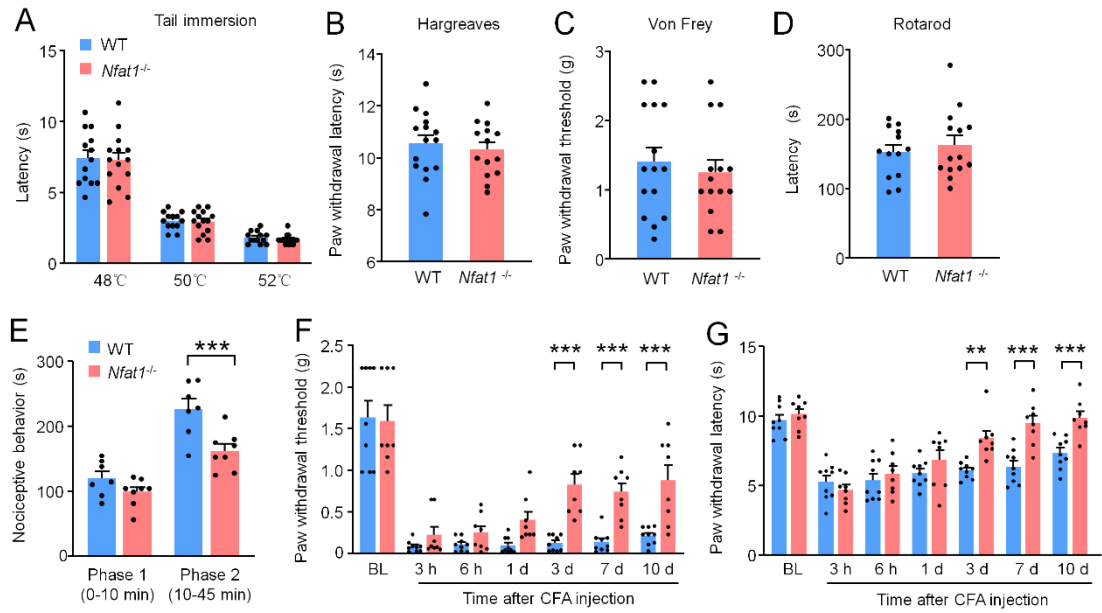 A
Tail immersion
WT
Nfat1-/-
Latency (s)
15
10
5
0
48℃
50℃
52℃
B
Hargreaves
Paw withdrawal latency (s)
14
12
10
8
6
WT
Nfat1 -/-
C
Von Frey
Paw withdrawal threshold (g)
3
2
1
0
WT
Nfat1 -/-
D
Rotarod
Latency (s)
300
200
100
0
WT
Nfat1 -/-
E
WT
Nfat1-/-
Nociceptive behavior (s)
300
200
100
0
***
Phase 1
(0-10 min)
Phase 2
(10-45 min)
F
Paw withdrawal threshold (g)
2.5
2.0
1.5
1.0
0.5
0
*** *** ***
BL 3 h 6 h 1 d 3 d 7 d 10 d
Time after CFA injection
G
Paw withdrawal latency (s)
15
10
5
0
** *** ***
BL 3 h 6 h 1 d 3 d 7 d 10 d
Time after CFA injection